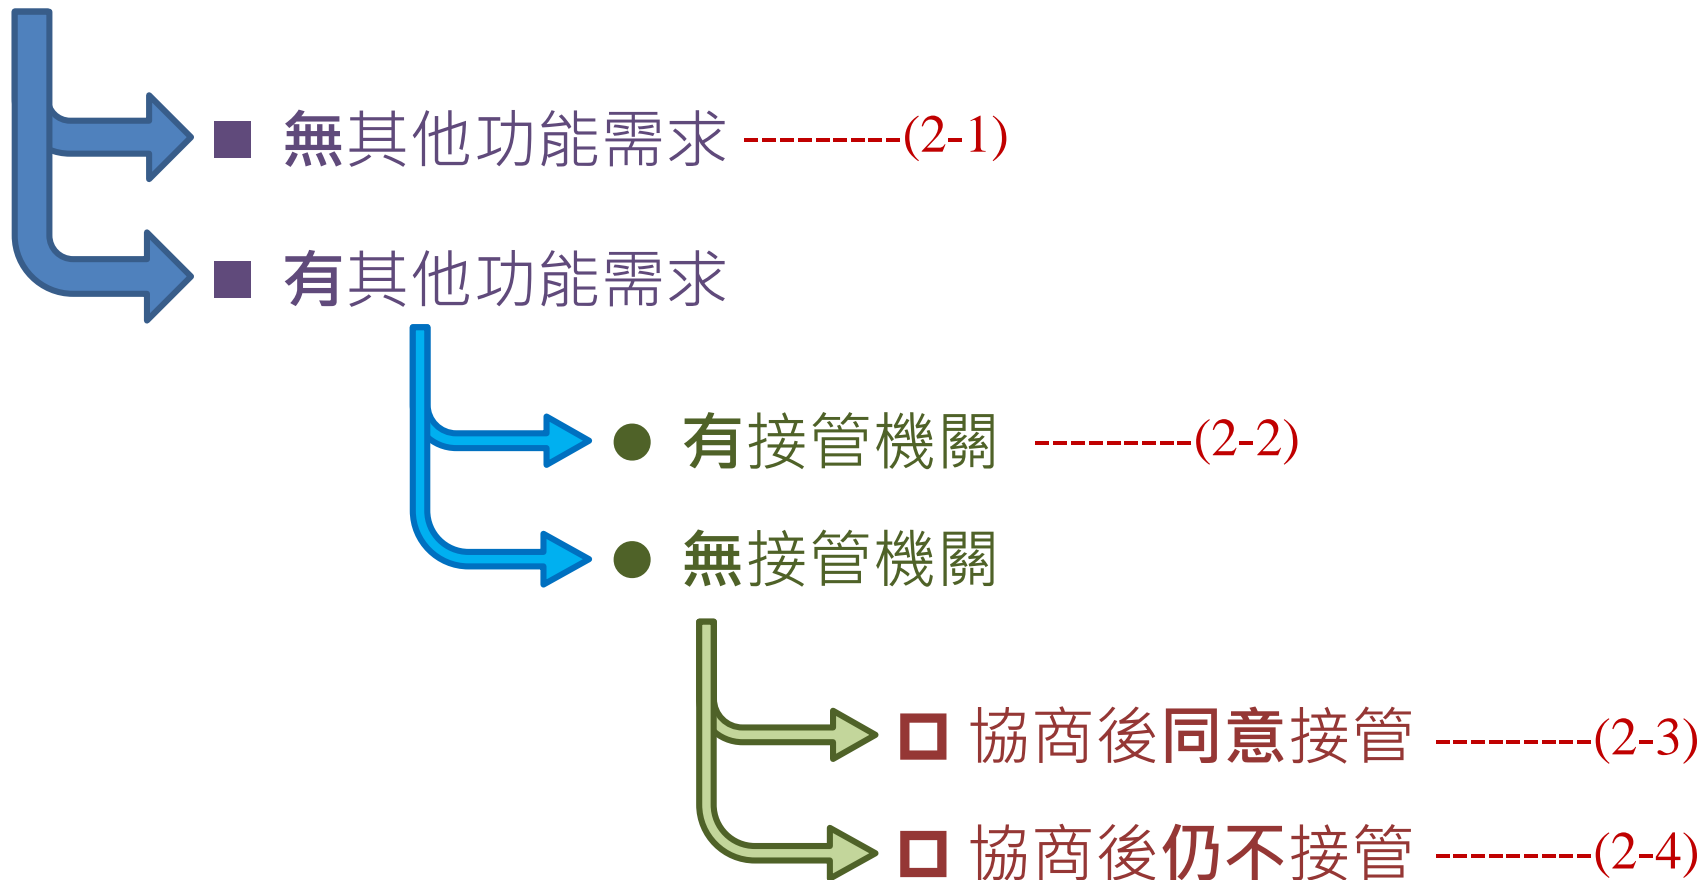 ■ 無其他功能需求 ---------(2-1)
■ 有其他功能需求
● 有接管機關 ---------(2-2)
● 無接管機關
□ 協商後同意接管 ---------(2-3)
□ 協商後仍不接管 ---------(2-4)